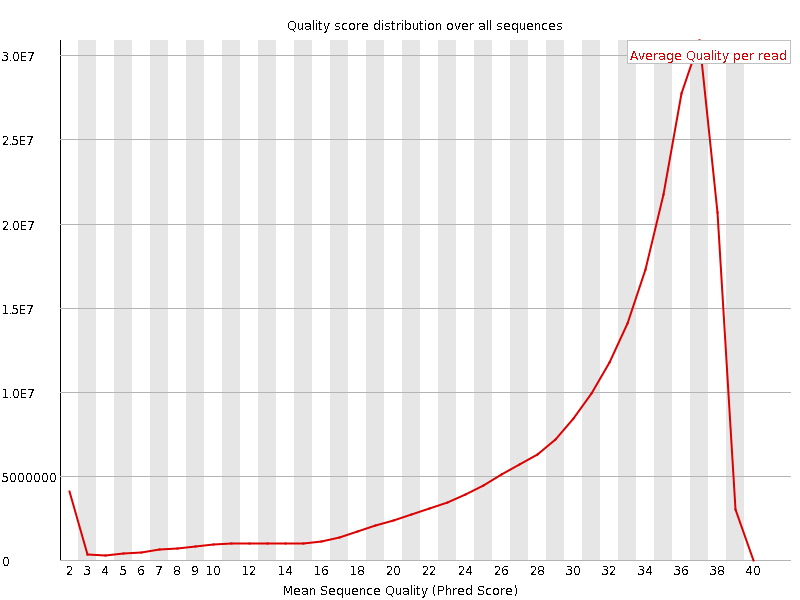 Quality score distribution over all sequences
Average Quality per read
3.0E7
2.5E7
2.0E7
1.5E7
1.0E7
5000000
0
2 3 4 5 6 7 8 9 10 12 14 16 18 20 22 24 26 28 30 32 34 36 38 40
Mean Sequence Quality (Phred Score)